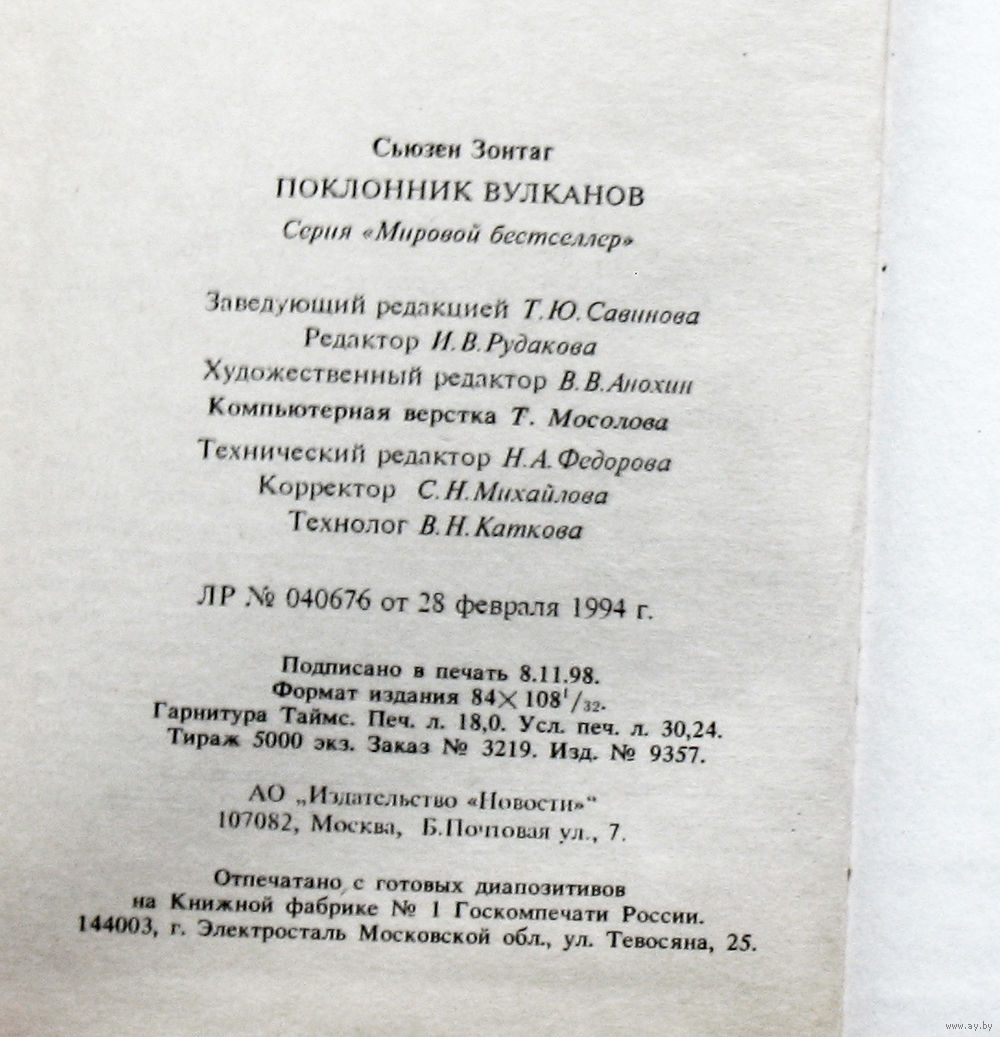 Сьюзен Зонтаг
ПОКЛОННИК ВУЛКАНОВ
Серия «Мировой бестселлер»
Заведующий редакцией Т.Ю.Савинова
Редактор И.В.Рудакова
Художественный редактор В.В.Анохин
Компьютерная верстка Т. Мосолова
Технический редактор Н.А.Федорова
Корректор С.Н.Михайлова
Технолог В.Н.Каткова
ЛР № 040676 от 28 февраля 1994 г.
Подписано в печать 8.11.98.
Формат издания 84×108¹/₃₂.
Гарнитура Таймс. Печ. л. 18,0. Усл. печ. л. 30,24.
Тираж 5000 экз. Заказ № 3219. Изд. № 9357.
АО „Издательство «Новости»“
107082, Москва, Б.Почтовая ул., 7.
Отпечатано с готовых диапозитивов
на Книжной фабрике № 1 Госкомпечати России.
144003, г. Электросталь Московской обл., ул. Тевосяна, 25.
www.ay.by